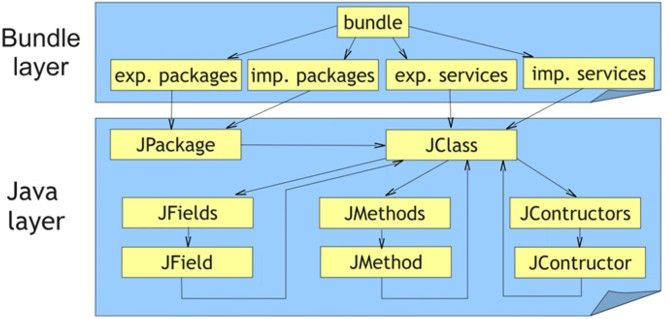 Bundle
layer
bundle
exp. packages
imp. packages
exp. services
imp. services
Java
layer
JPackage
JClass
JFields
JMethods
JContructors
JField
JMethod
JContructor